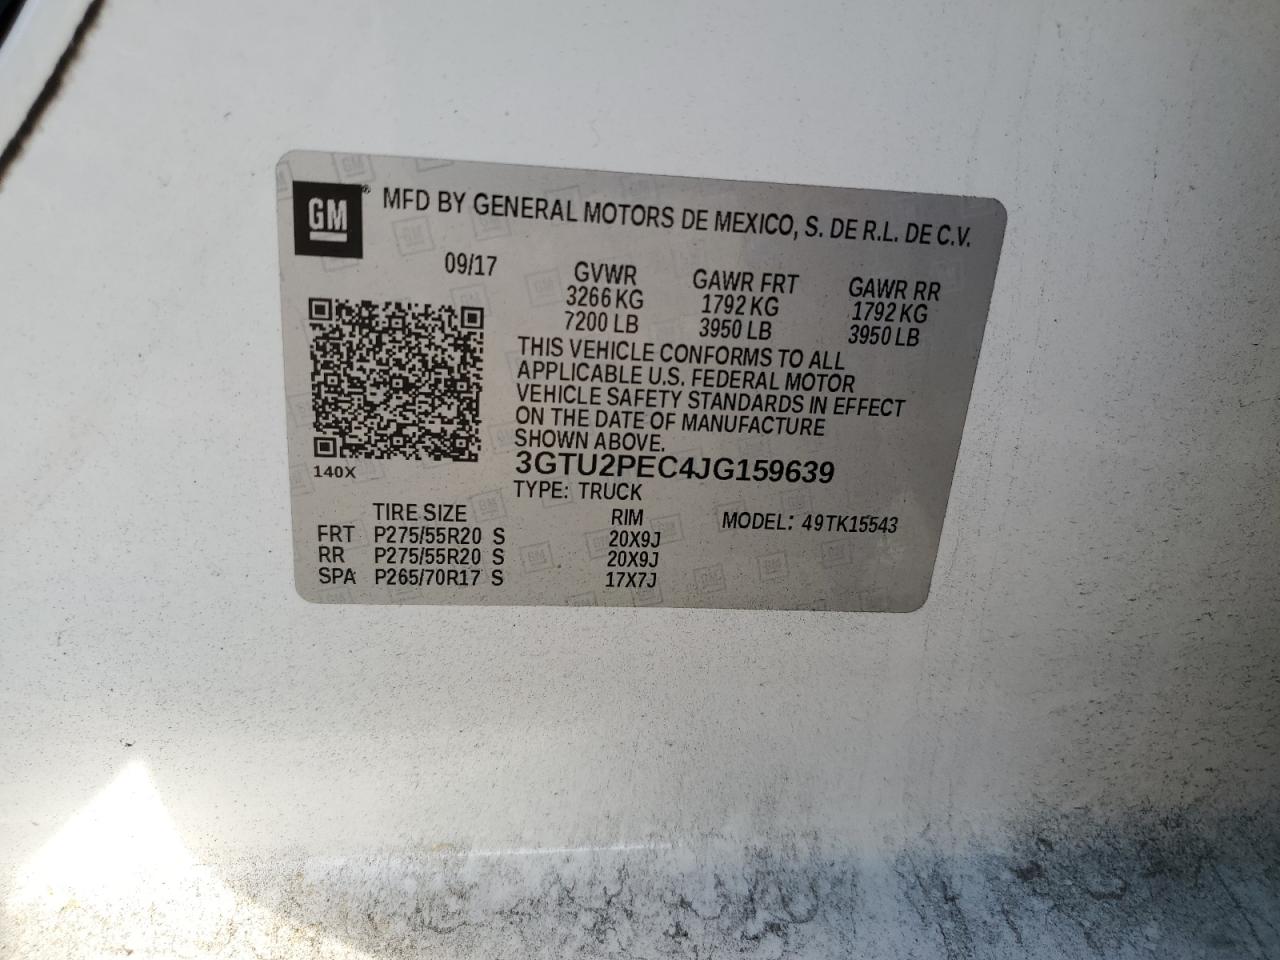 GM® MFD BY GENERAL MOTORS DE MEXICO, S. DE R.L. DE C.V.
09/17 GVWR GAWR FRT GAWR RR
3266 KG 1792 KG 1792 KG
7200 LB 3950 LB 3950 LB
THIS VEHICLE CONFORMS TO ALL
APPLICABLE U.S. FEDERAL MOTOR
VEHICLE SAFETY STANDARDS IN EFFECT
ON THE DATE OF MANUFACTURE
SHOWN ABOVE.
140X 3GTU2PEC4JG159639
TYPE: TRUCK
TIRE SIZE RIM MODEL: 49TK15543
FRT P275/55R20 S 20X9J
RR P275/55R20 S 20X9J
SPA P265/70R17 S 17X7J